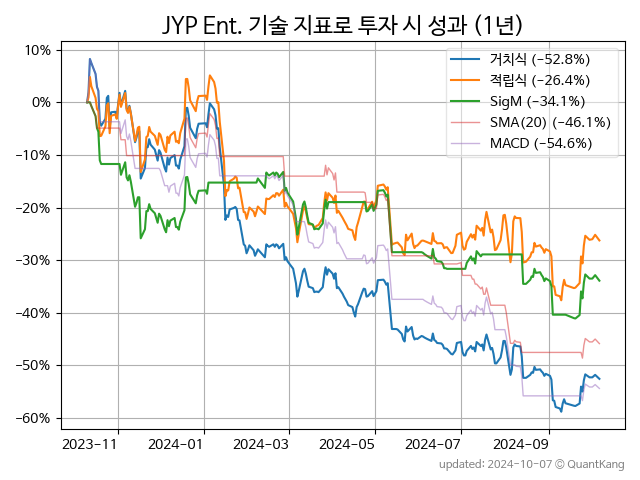 JYP Ent. 기술 지표로 투자 시 성과 (1년)
거치식 (−52.8%)
적립식 (−26.4%)
SigM (−34.1%)
SMA(20) (−46.1%)
MACD (−54.6%)
10%
0%
−10%
−20%
−30%
−40%
−50%
−60%
2023−11 2024−01 2024−03 2024−05 2024−07 2024−09
updated: 2024-10-07 © QuantKang